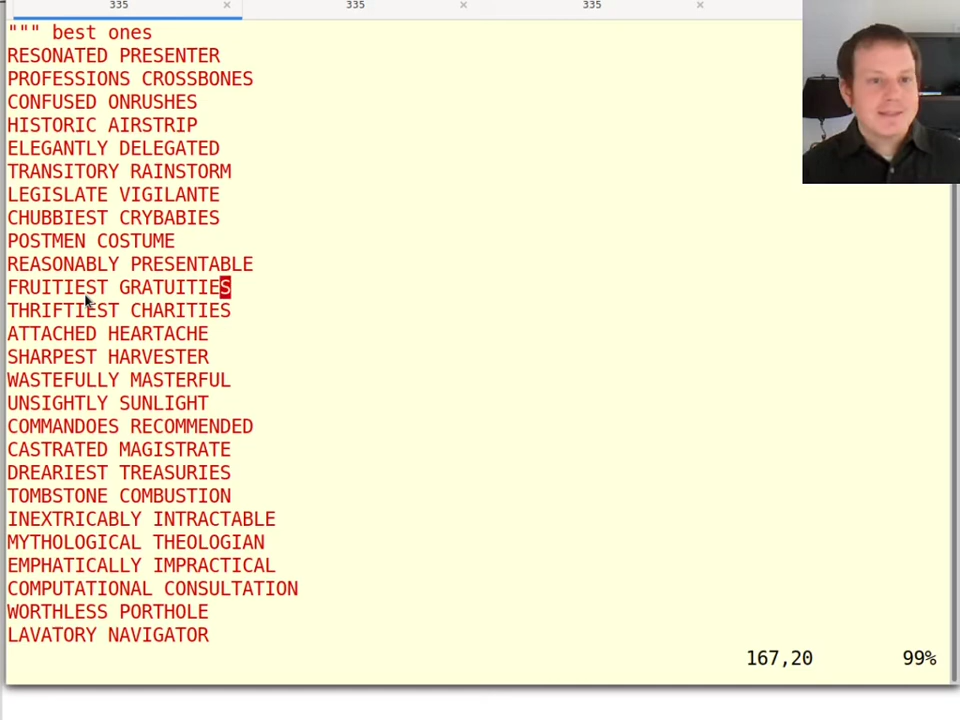 335 × 335 × 335 ×
""" best ones
RESONATED PRESENTER
PROFESSIONS CROSSBONES
CONFUSED ONRUSHES
HISTORIC AIRSTRIP
ELEGANTLY DELEGATED
TRANSITORY RAINSTORM
LEGISLATE VIGILANTE
CHUBBIEST CRYBABIES
POSTMEN COSTUME
REASONABLY PRESENTABLE
FRUITIEST GRATUITIES
THRIFTIEST CHARITIES
ATTACHED HEARTACHE
SHARPEST HARVESTER
WASTEFULLY MASTERFUL
UNSIGHTLY SUNLIGHT
COMMANDOES RECOMMENDED
CASTRATED MAGISTRATE
DREARIEST TREASURIES
TOMBSTONE COMBUSTION
INEXTRICABLY INTRACTABLE
MYTHOLOGICAL THEOLOGIAN
EMPHATICALLY IMPRACTICAL
COMPUTATIONAL CONSULTATION
WORTHLESS PORTHOLE
LAVATORY NAVIGATOR
167,20 99%